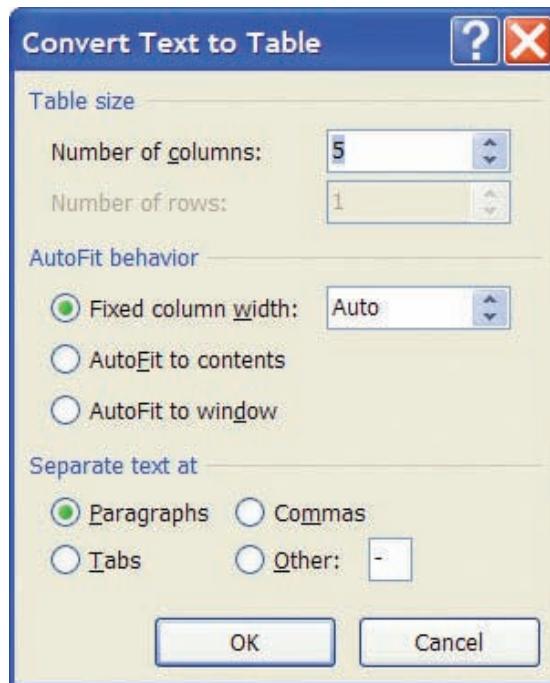 Convert Text to Table ?
Table size
Number of columns: 5
Number of rows: 1
AutoFit behavior
Fixed column width: Auto
AutoFit to contents
AutoFit to window
Separate text at
Paragraphs Commas
Tabs Other: -
OK Cancel